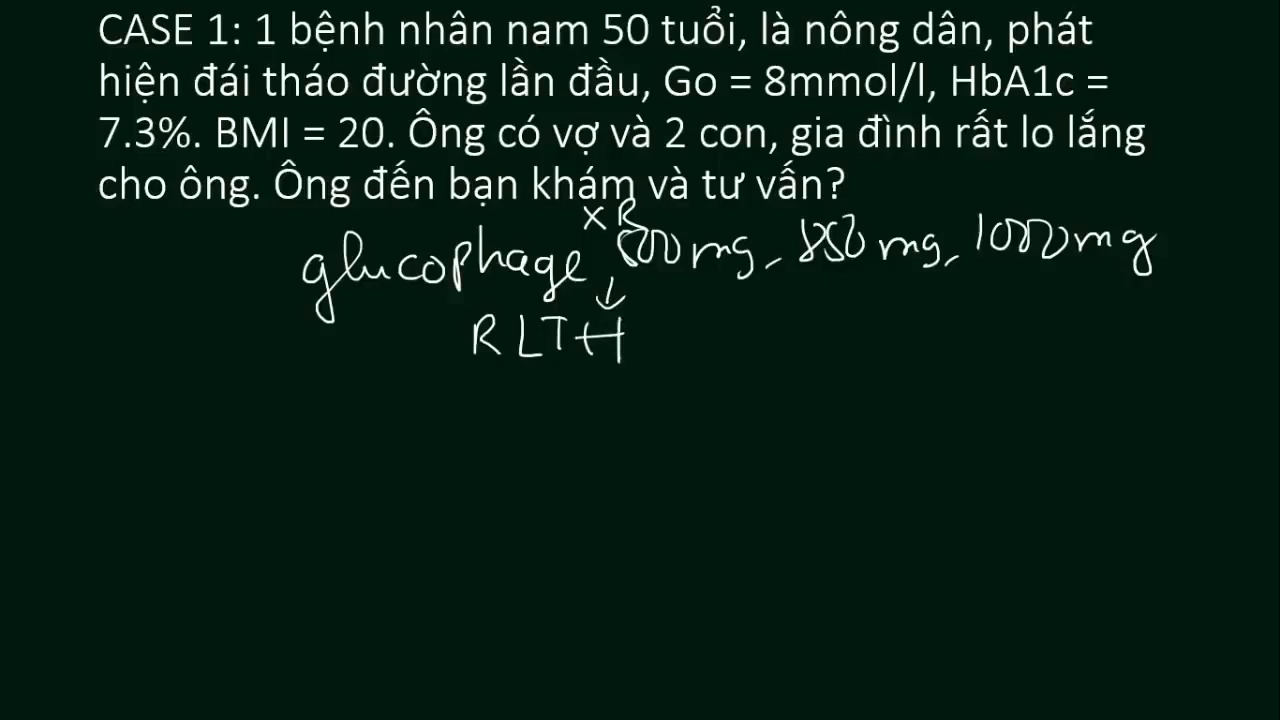 CASE 1: 1 bệnh nhân nam 50 tuổi, là nông dân, phát
hiện đái tháo đường lần đầu, Go = 8mmol/l, HbA1c =
7.3%. BMI = 20. Ông có vợ và 2 con, gia đình rất lo lắng
cho ông. Ông đến bạn khám và tư vấn?
XR
glucophage 500mg, 850mg, 1000mg
↓
RLTH